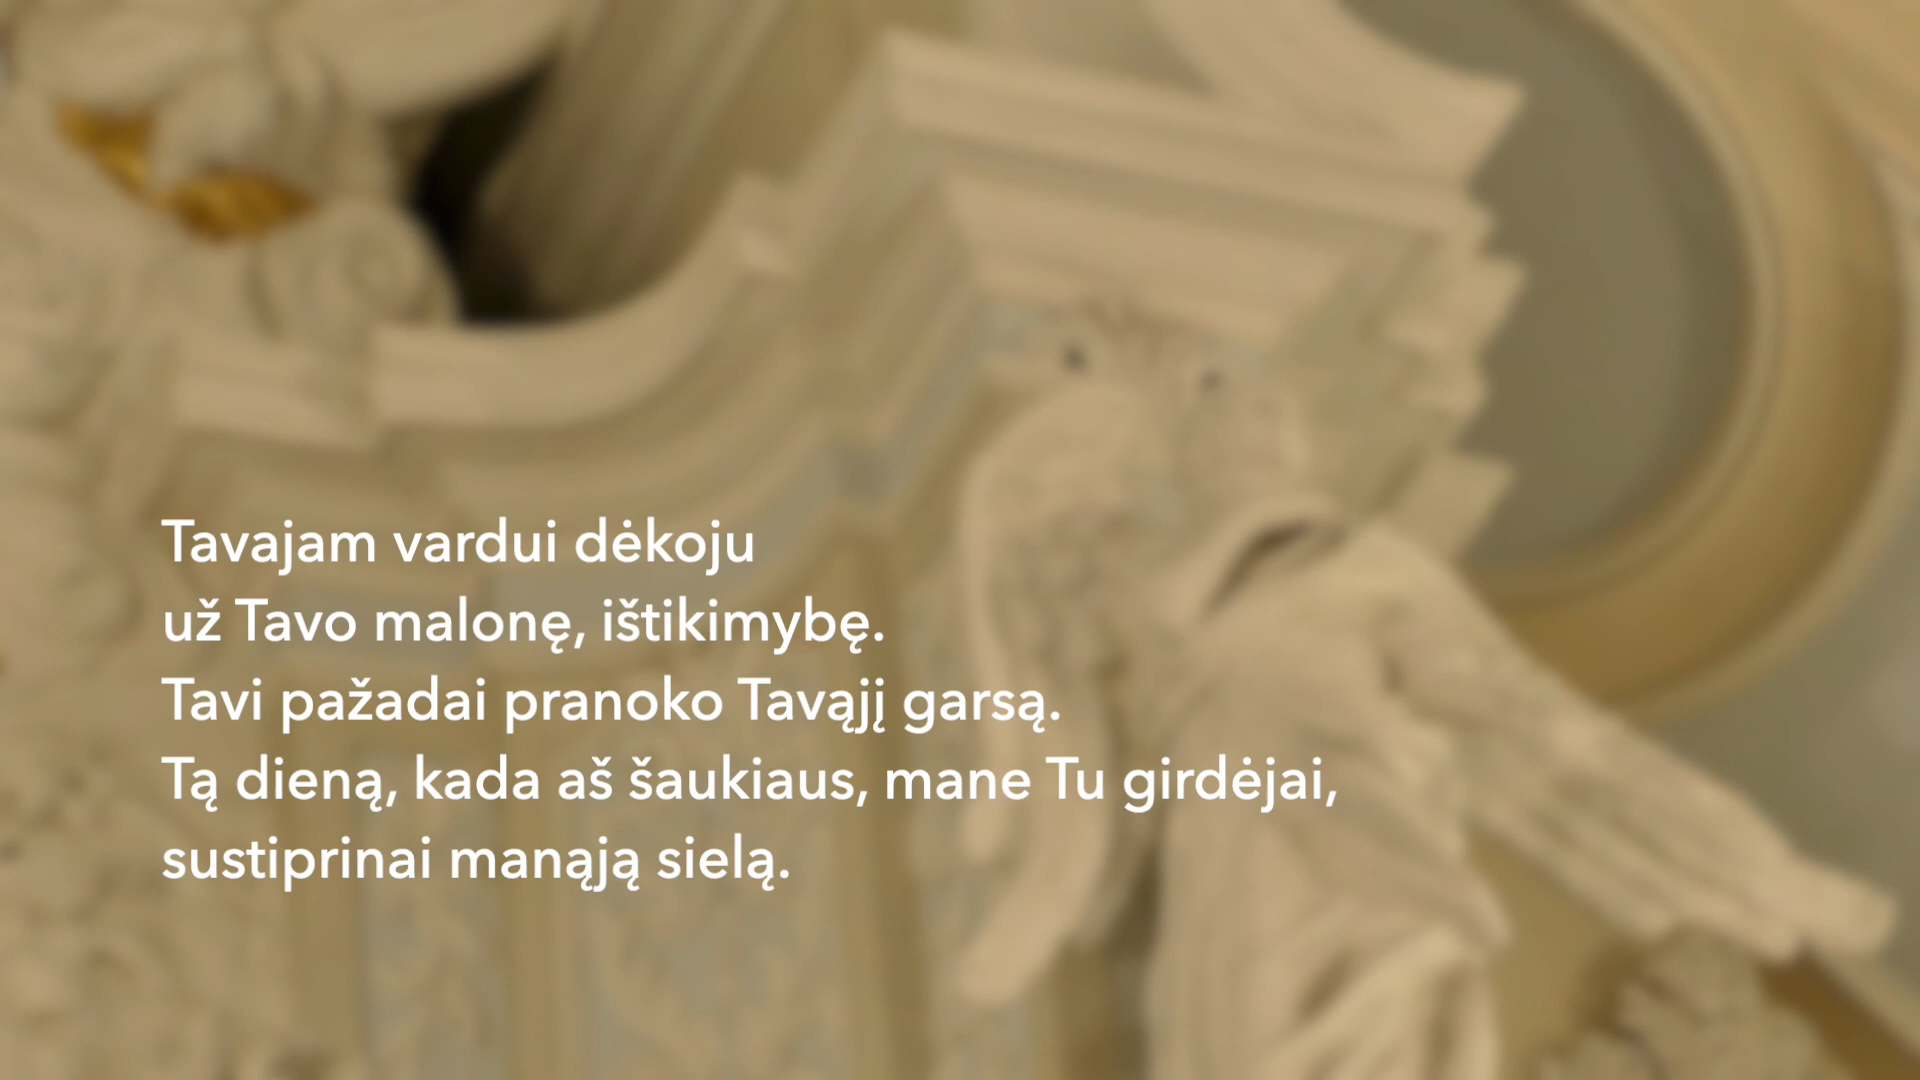 Tavajam vardui dėkoju
už Tavo malonę, ištikimybę.
Tavi pažadai pranoko Tavąjį garsą.
Tą dieną, kada aš šaukiaus, mane Tu girdėjai,
sustiprinai manąją sielą.